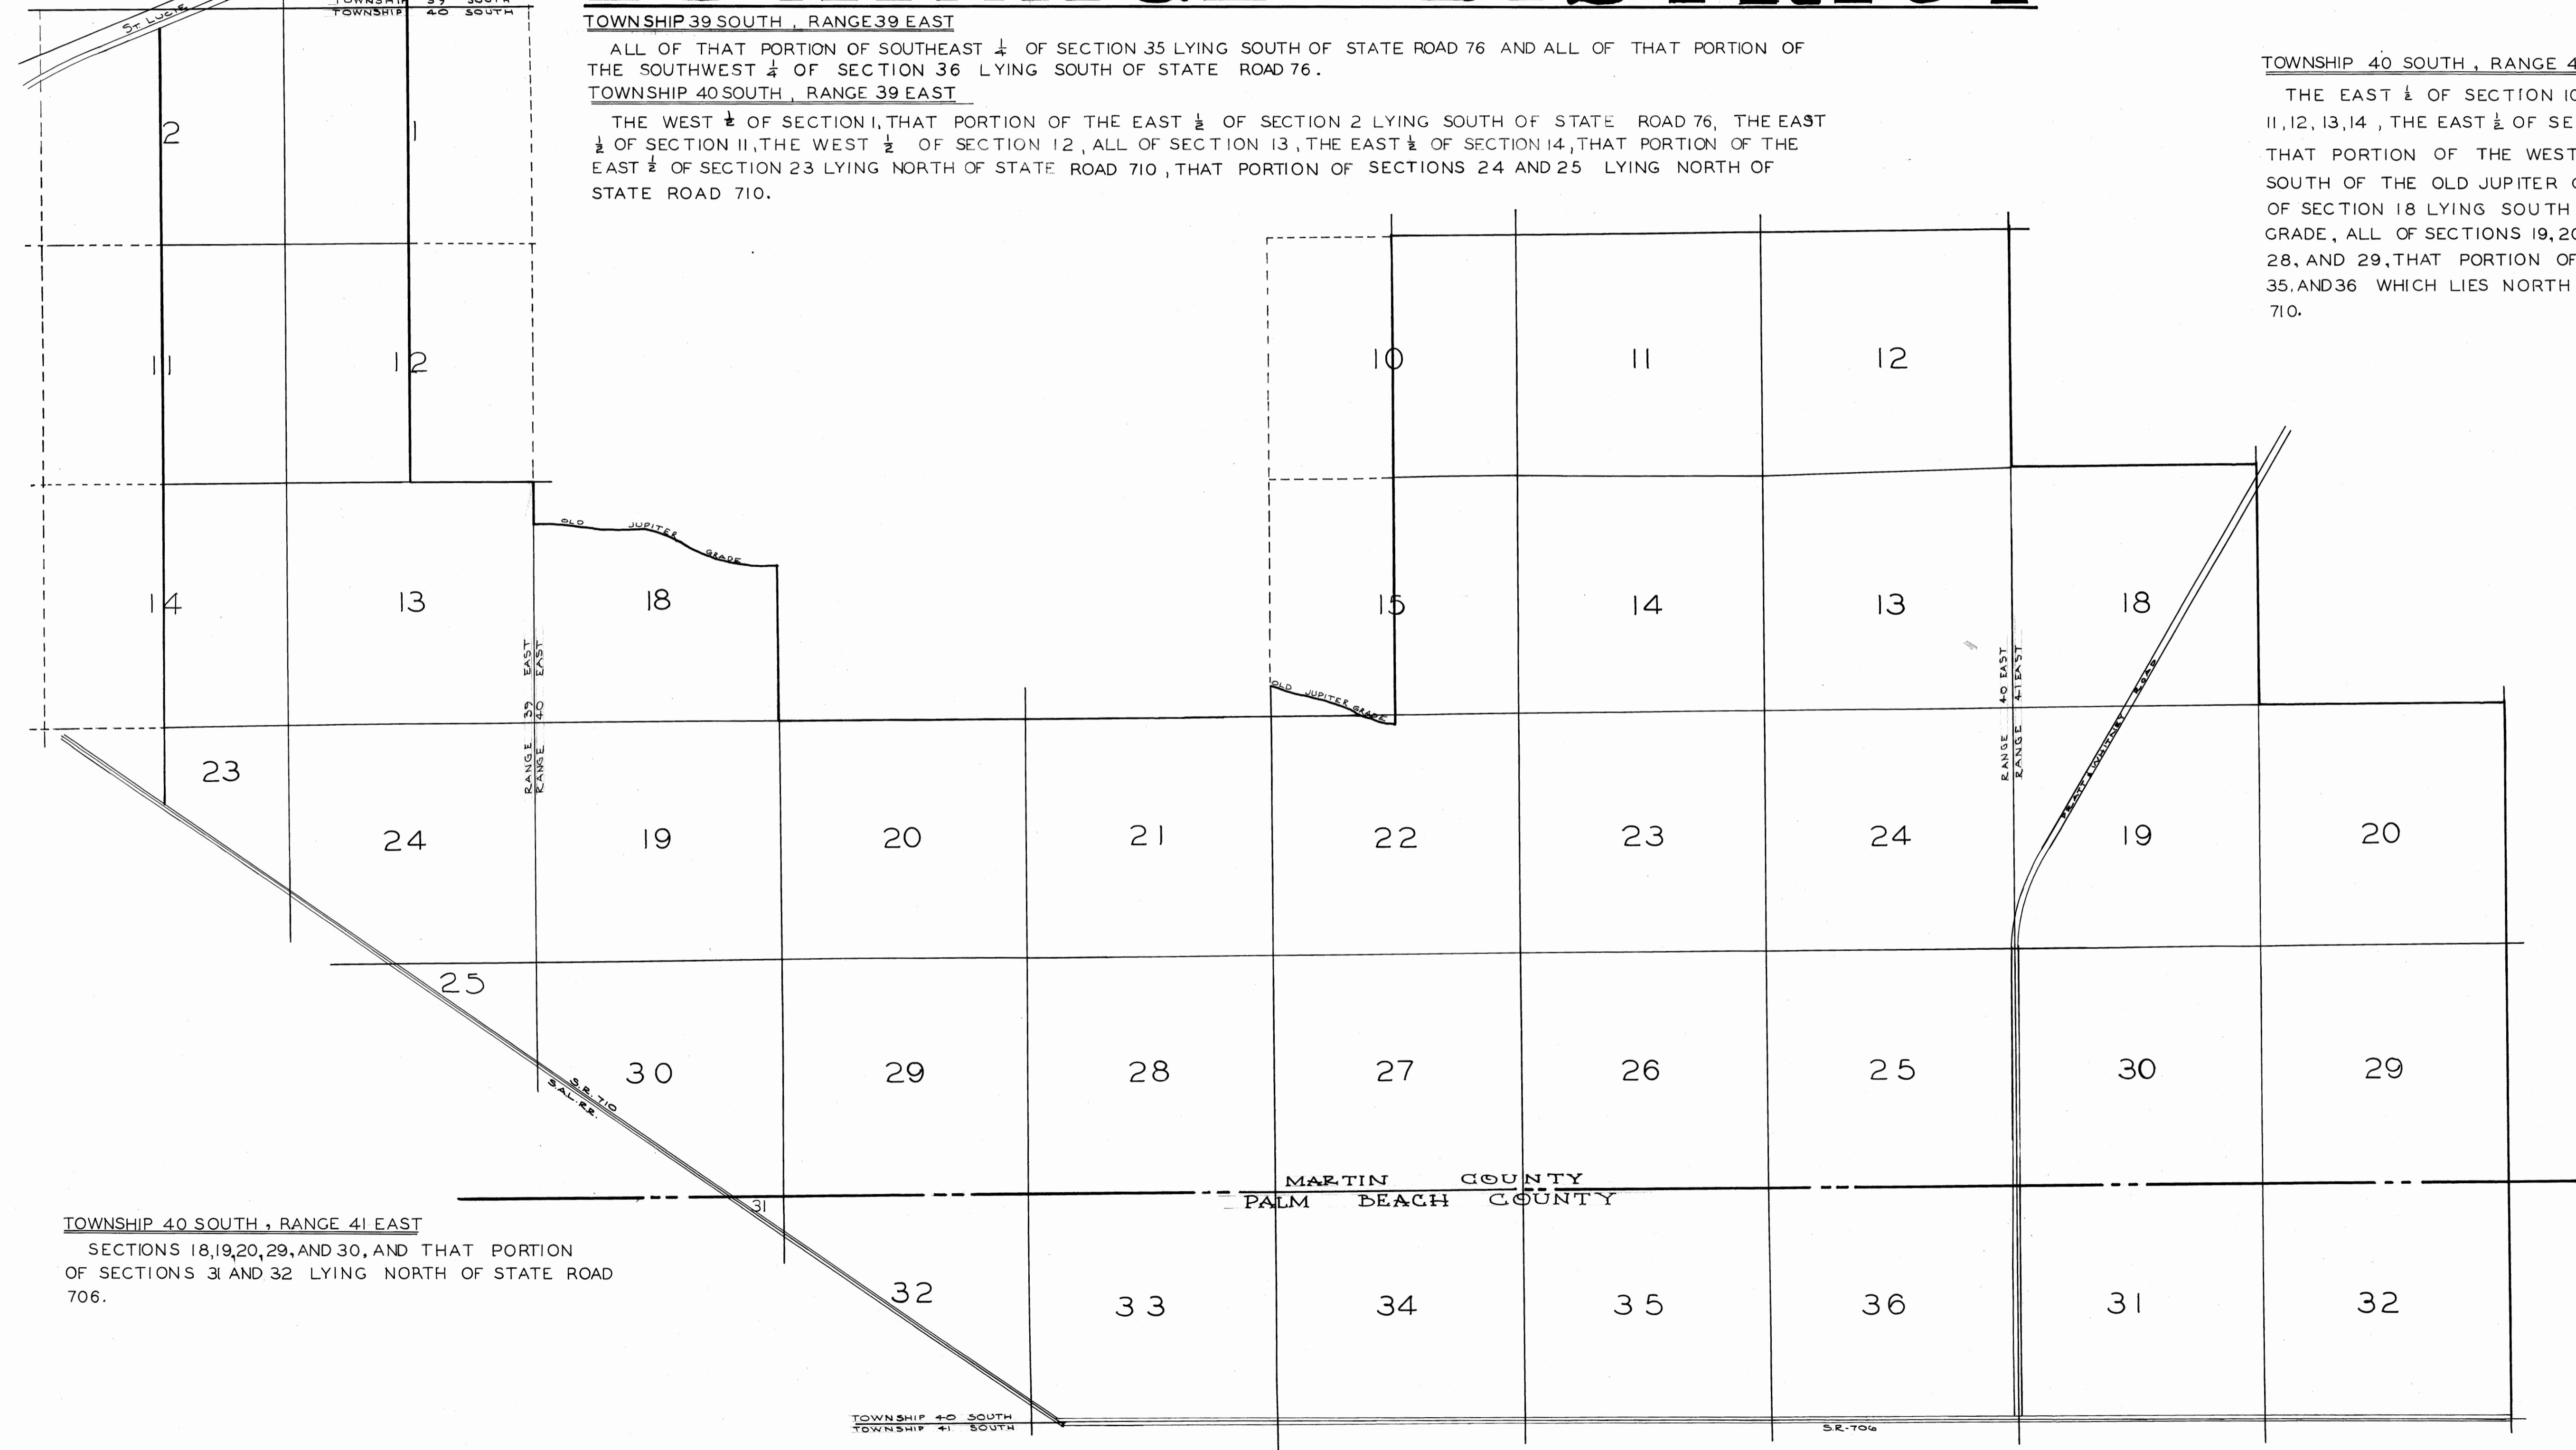 TOWNSHIP 39 SOUTH
TOWNSHIP 40 SOUTH
ST. LUCIE
TOWNSHIP 39 SOUTH , RANGE 39 EAST
ALL OF THAT PORTION OF SOUTHEAST ¼ OF SECTION 35 LYING SOUTH OF STATE ROAD 76 AND ALL OF THAT PORTION OF
THE SOUTHWEST ¼ OF SECTION 36 LYING SOUTH OF STATE ROAD 76.
TOWNSHIP 40 SOUTH , RANGE 39 EAST
THE WEST ½ OF SECTION 1, THAT PORTION OF THE EAST ½ OF SECTION 2 LYING SOUTH OF STATE ROAD 76, THE EAST
½ OF SECTION 11, THE WEST ½ OF SECTION 12, ALL OF SECTION 13, THE EAST ½ OF SECTION 14, THAT PORTION OF THE
EAST ½ OF SECTION 23 LYING NORTH OF STATE ROAD 710, THAT PORTION OF SECTIONS 24 AND 25 LYING NORTH OF
STATE ROAD 710.
TOWNSHIP 40 SOUTH , RANGE 4
THE EAST ½ OF SECTION 10
11, 12, 13, 14 , THE EAST ½ OF SE
THAT PORTION OF THE WEST
SOUTH OF THE OLD JUPITER
OF SECTION 18 LYING SOUTH
GRADE, ALL OF SECTIONS 19, 20
28, AND 29, THAT PORTION OF
35, AND 36 WHICH LIES NORTH
710.
2 1
11 12 10 11 12
OLD JUPITER GRADE
14 13 18 15 14 13 18
RANGE 39 EAST
RANGE 40 EAST
OLD JUPITER GRADE
RANGE 40 EAST
RANGE 41 EAST
PRATT & WHITNEY ROAD
23
24 19 20 21 22 23 24 19 20
25
30 29 28 27 26 25 30 29
S.R. 710
S.A.L. R.R.
MARTIN COUNTY
PALM BEACH COUNTY
31
32 33 34 35 36 31 32
TOWNSHIP 40 SOUTH , RANGE 41 EAST
SECTIONS 18, 19, 20, 29, AND 30, AND THAT PORTION
OF SECTIONS 31 AND 32 LYING NORTH OF STATE ROAD
706.
TOWNSHIP 40 SOUTH
TOWNSHIP 41 SOUTH
S.R-706